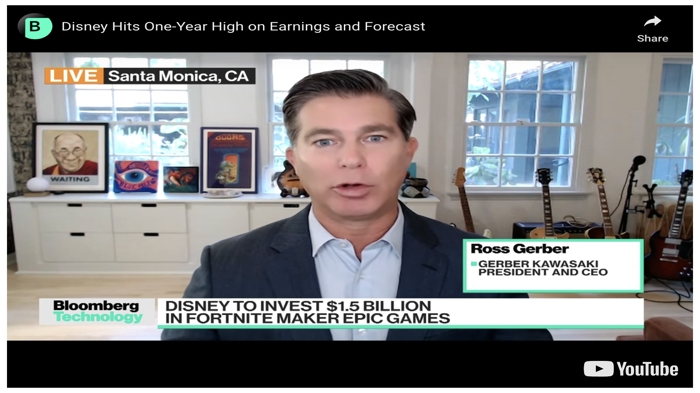 B Disney Hits One-Year High on Earnings and Forecast
Share
LIVE Santa Monica, CA
WAITING
DOORS
Ross Gerber
GERBER KAWASAKI
PRESIDENT AND CEO
Bloomberg
Technology
DISNEY TO INVEST $1.5 BILLION
IN FORTNITE MAKER EPIC GAMES
YouTube